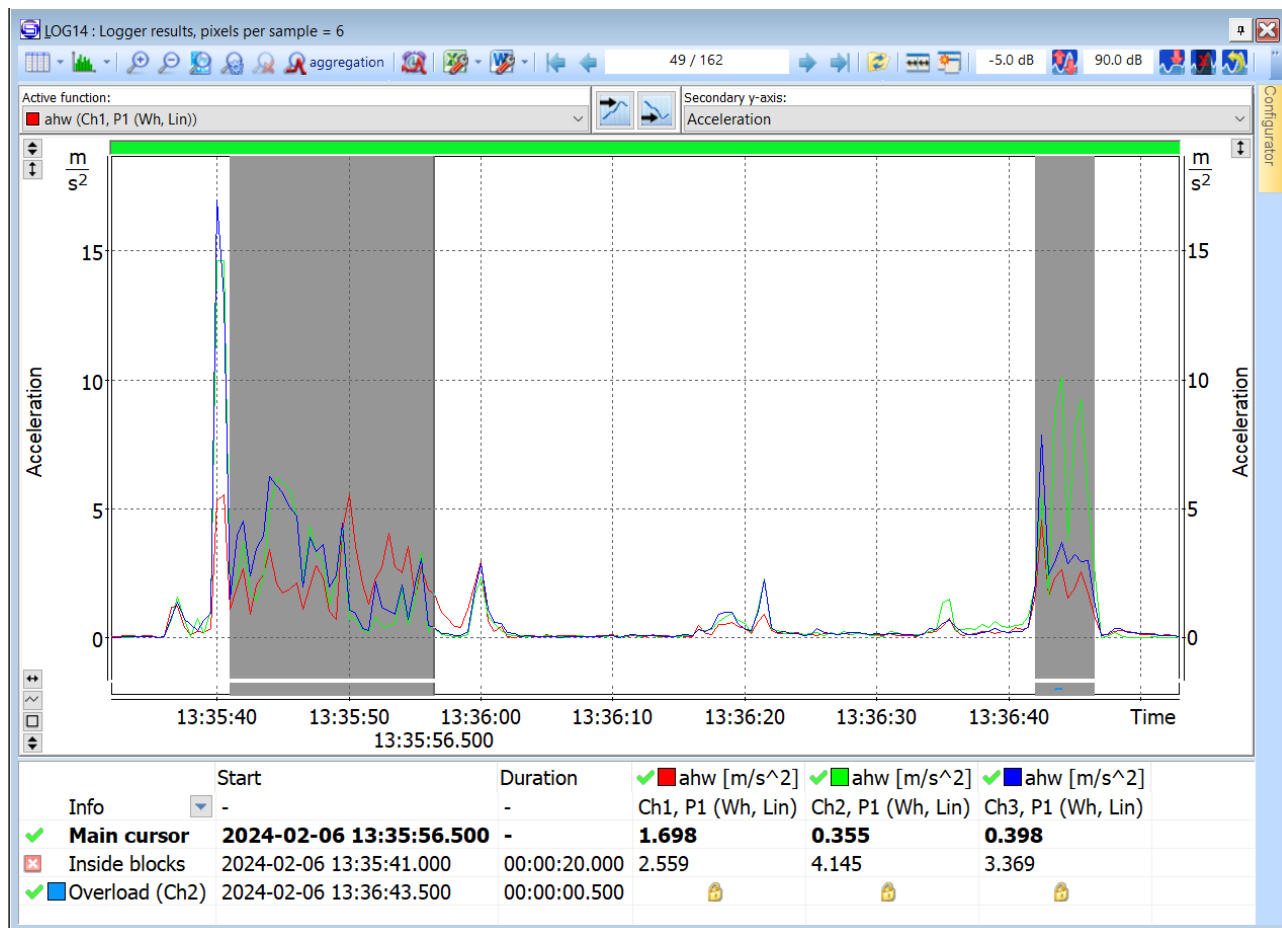 LOG14 : Logger results, pixels per sample = 6
aggregation 49 / 162 -5.0 dB 90.0 dB
Active function: Secondary y-axis:
ahw (Ch1, P1 (Wh, Lin)) Acceleration
Configurator
m m
s2 s2
15 15
10 10
Acceleration Acceleration
5 5
0 0
13:35:40 13:35:50 13:36:00 13:36:10 13:36:20 13:36:30 13:36:40 Time
13:35:56.500
Start Duration ahw [m/s^2] ahw [m/s^2] ahw [m/s^2]
Info - - Ch1, P1 (Wh, Lin) Ch2, P1 (Wh, Lin) Ch3, P1 (Wh, Lin)
Main cursor 2024-02-06 13:35:56.500 - 1.698 0.355 0.398
Inside blocks 2024-02-06 13:35:41.000 00:00:20.000 2.559 4.145 3.369
Overload (Ch2) 2024-02-06 13:36:43.500 00:00:00.500